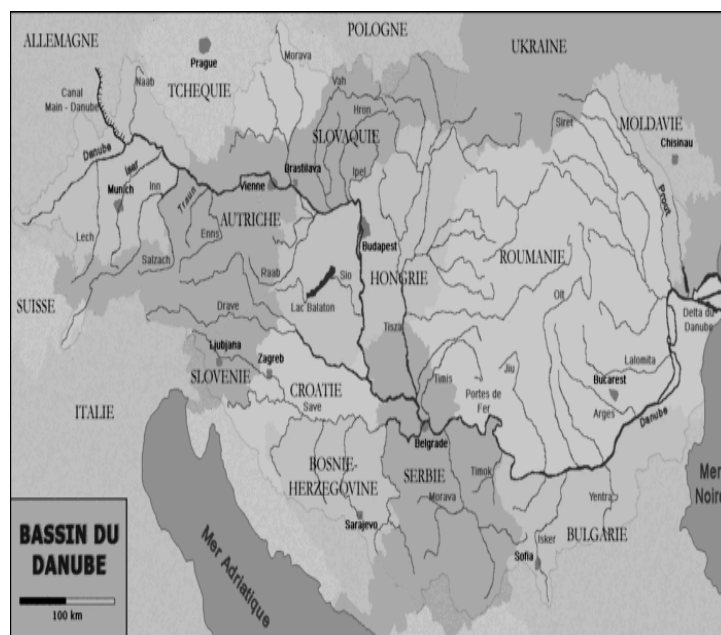 ALLEMAGNE
POLOGNE
UKRAINE
Prague
Morava
Canal
Main - Danube
Naab
TCHEQUIE
Vah
Hron
SLOVAQUIE
Siret
MOLDAVIE
Chisinau
Danube
Isar
Munich
Inn
Traun
Vienne
Brastilava
Ipel
Prout
Lech
Salzach
Enns
AUTRICHE
Budapest
HONGRIE
ROUMANIE
SUISSE
Raab
Sio
Lac Balaton
Olt
Delta du
Danube
Drave
Tisza
Ljubjana
Zagreb
SLOVENIE
CROATIE
Save
Timis
Portes de
Fer
Jiu
Lalomita
Bucarest
Arges
Danube
ITALIE
Belgrade
BOSNIE-
HERZEGOVINE
SERBIE
Timok
Morava
Yentra
Mer
Noire
Sarajevo
Isker
Sofia
BULGARIE
Mer Adriatique
BASSIN DU
DANUBE
100 km